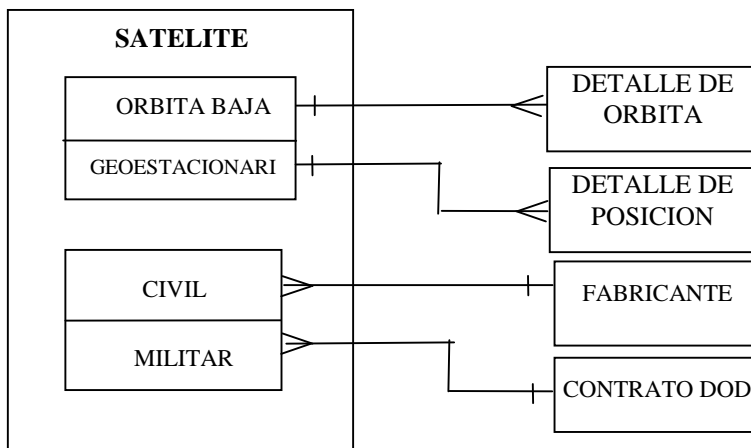 SATELITE
ORBITA BAJA
GEOESTACIONARI
CIVIL
MILITAR
DETALLE DE
ORBITA
DETALLE DE
POSICION
FABRICANTE
CONTRATO DOD